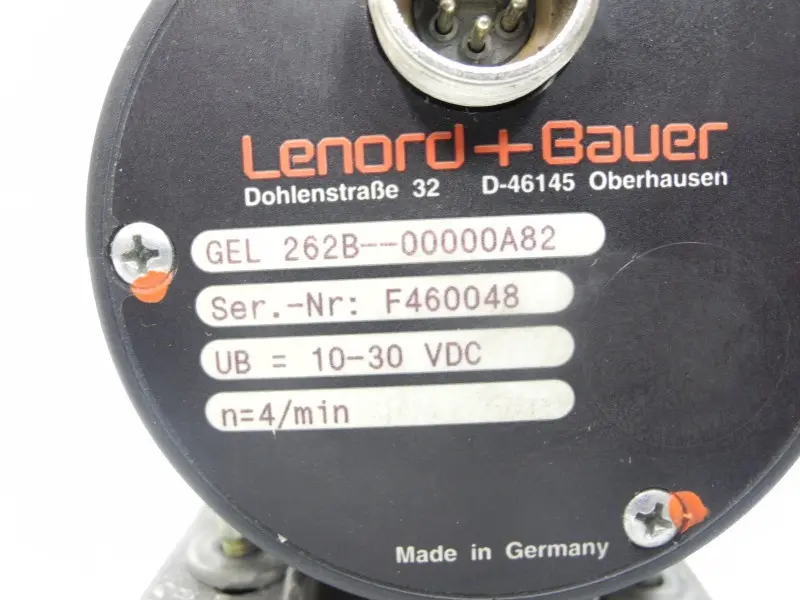 Lenord+Bauer
Dohlenstraße 32 D-46145 Oberhausen
GEL 262B--00000A82
Ser.-Nr: F460048
UB = 10-30 VDC
n=4/min
Made in Germany